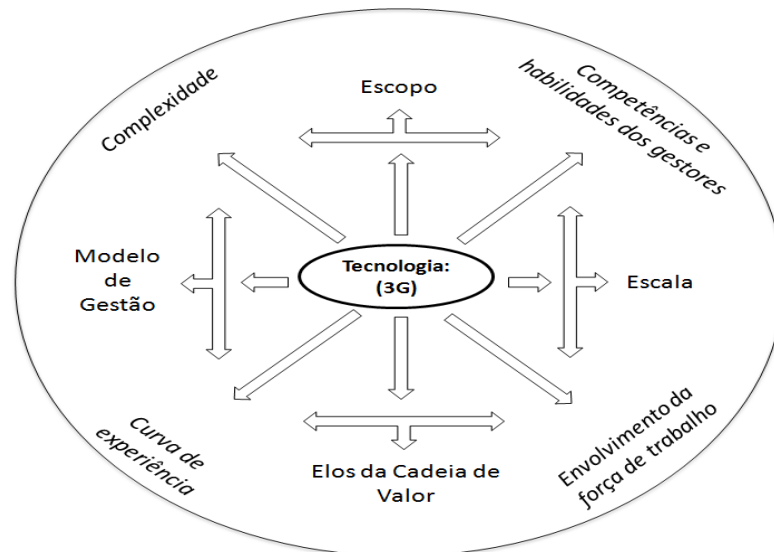 Complexidade
Escopo
Competências e
habilidades dos gestores
Modelo
de
Gestão
Tecnologia:
(3G)
Escala
Curva de
experiência
Elos da Cadeia de
Valor
Envolvimento da
força de trabalho